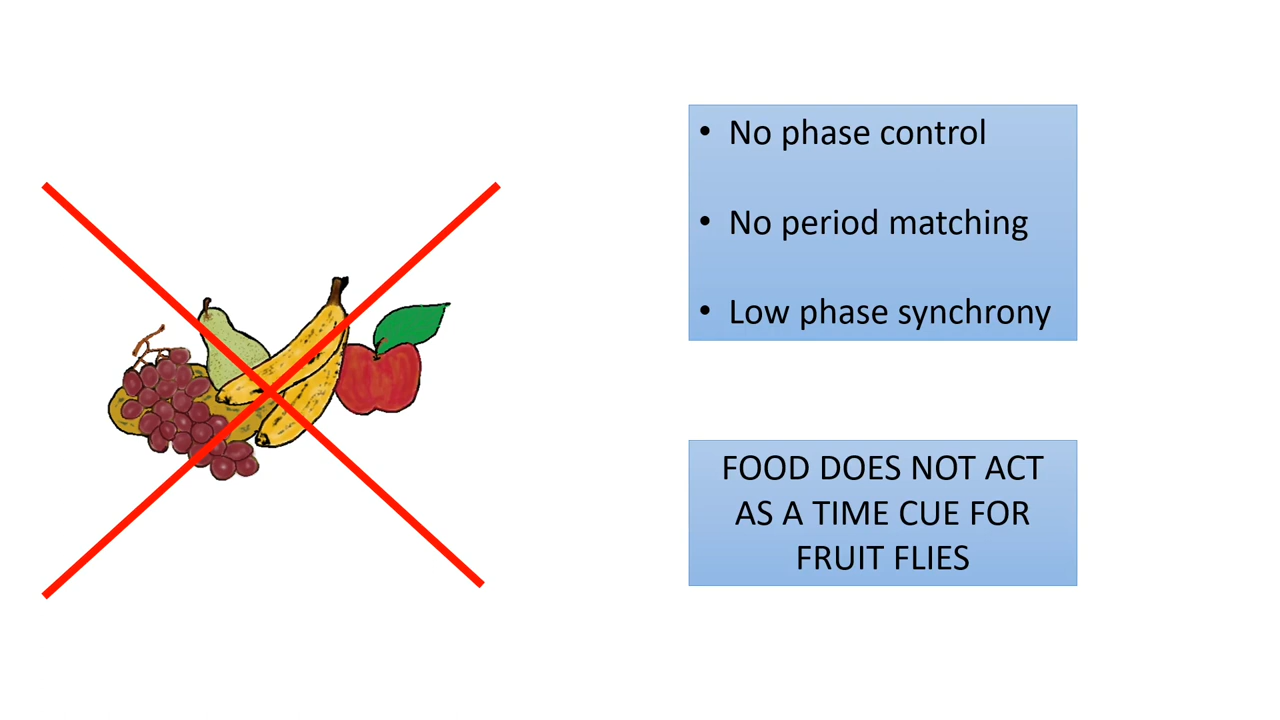 • No phase control
• No period matching
• Low phase synchrony
FOOD DOES NOT ACT
AS A TIME CUE FOR
FRUIT FLIES